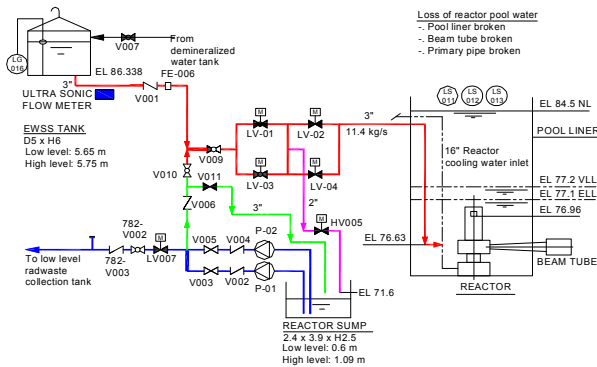 Loss of reactor pool water
-. Pool liner broken
-. Beam tube broken
-. Primary pipe broken
From
demineralized
water tank
V007
LG
016
EL 86.338
FE-006
3"
V001
ULTRA SONIC
FLOW METER
EWSS TANK
D5 x H6
Low level: 5.65 m
High level: 5.75 m
M
LV-01
M
LV-02
3"
11.4 kg/s
V009
M
LV-03
M
LV-04
V010
V011
V006
3"
2"
M
HV005
LS
011
LS
012
LS
013
EL 84.5 NL
POOL LINER
16" Reactor
cooling water inlet
EL 77.2 VLL
EL 77.1 ELL
EL 76.96
EL 76.63
BEAM TUBE
REACTOR
782-
V002
M
LV007
782-
V003
To low level
radwaste
collection tank
V005
V004
P-02
V003
V002
P-01
EL 71.6
REACTOR SUMP
2.4 x 3.9 x H2.5
Low level: 0.6 m
High level: 1.09 m